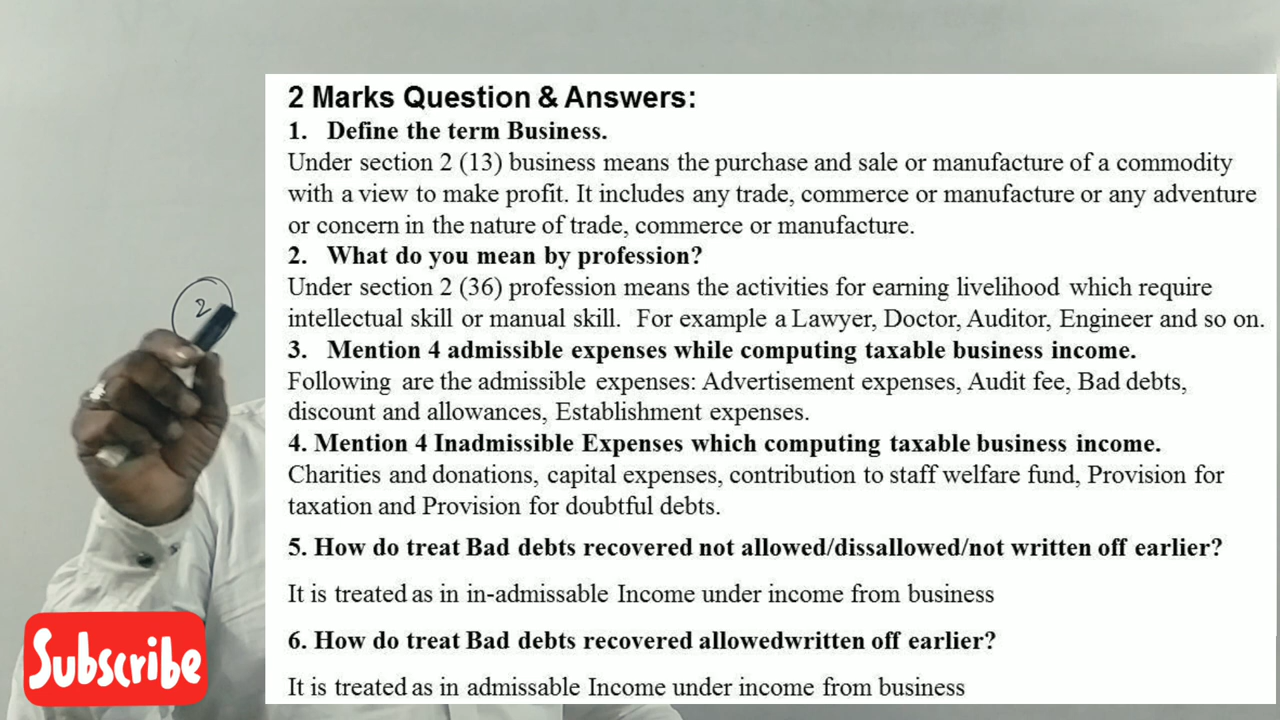 2 Marks Question & Answers:
1. Define the term Business.
Under section 2 (13) business means the purchase and sale or manufacture of a commodity
with a view to make profit. It includes any trade, commerce or manufacture or any adventure
or concern in the nature of trade, commerce or manufacture.
2. What do you mean by profession?
Under section 2 (36) profession means the activities for earning livelihood which require
intellectual skill or manual skill. For example a Lawyer, Doctor, Auditor, Engineer and so on.
3. Mention 4 admissible expenses while computing taxable business income.
Following are the admissible expenses: Advertisement expenses, Audit fee, Bad debts,
discount and allowances, Establishment expenses.
4. Mention 4 Inadmissible Expenses which computing taxable business income.
Charities and donations, capital expenses, contribution to staff welfare fund, Provision for
taxation and Provision for doubtful debts.
5. How do treat Bad debts recovered not allowed/dissallowed/not written off earlier?
It is treated as in in-admissable Income under income from business
6. How do treat Bad debts recovered allowedwritten off earlier?
It is treated as in admissable Income under income from business
2
Subscribe